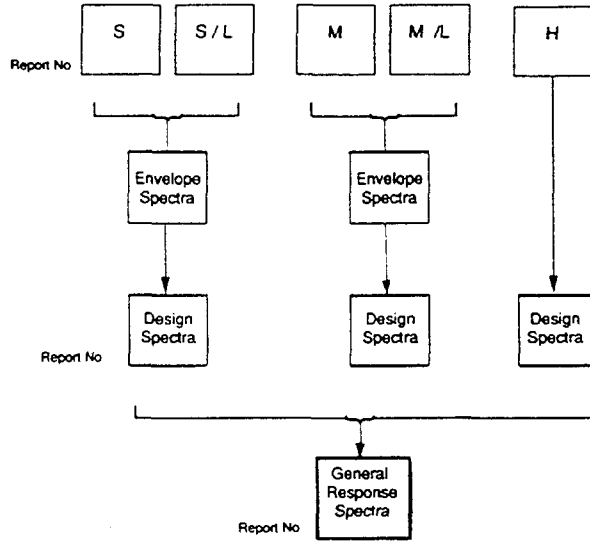 S S / L M M /L H
Report No
Envelope Envelope
Spectra Spectra
Design Design Design
Spectra Spectra Spectra
Report No
General
Response
Spectra
Report No